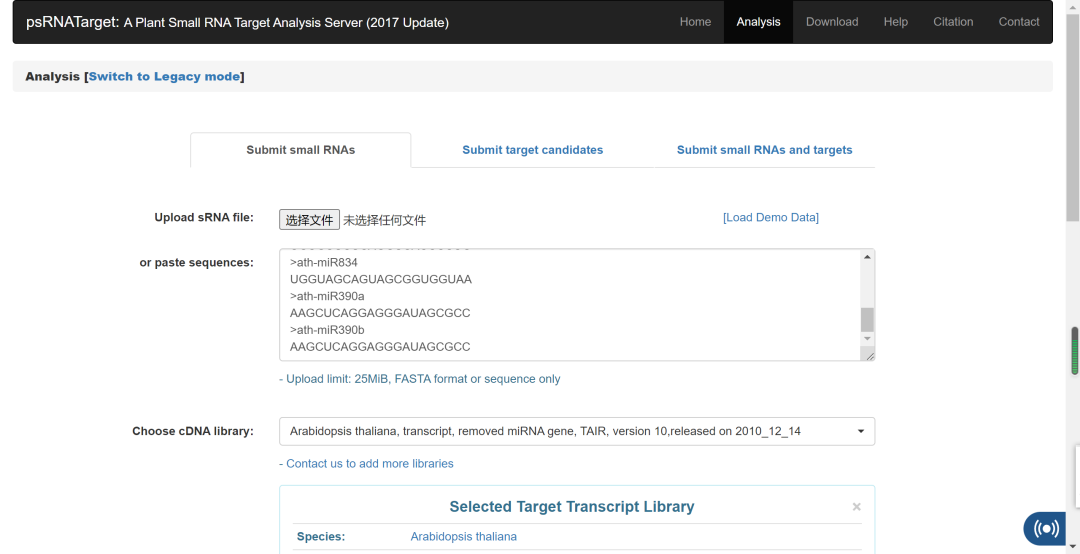 psRNATarget: A Plant Small RNA Target Analysis Server (2017 Update)
Home Analysis Download Help Citation Contact
Analysis [Switch to Legacy mode]
Submit small RNAs Submit target candidates Submit small RNAs and targets
Upload sRNA file: 选择文件 未选择任何文件 [Load Demo Data]
or paste sequences:
>ath-miR834
UGGUAGCAGUAGCGGUGGUAA
>ath-miR390a
AAGCUCAGGAGGGAUAGCGCC
>ath-miR390b
AAGCUCAGGAGGGAUAGCGCC
- Upload limit: 25MiB, FASTA format or sequence only
Choose cDNA library: Arabidopsis thaliana, transcript, removed miRNA gene, TAIR, version 10,released on 2010_12_14
- Contact us to add more libraries
Selected Target Transcript Library ×
Species: Arabidopsis thaliana